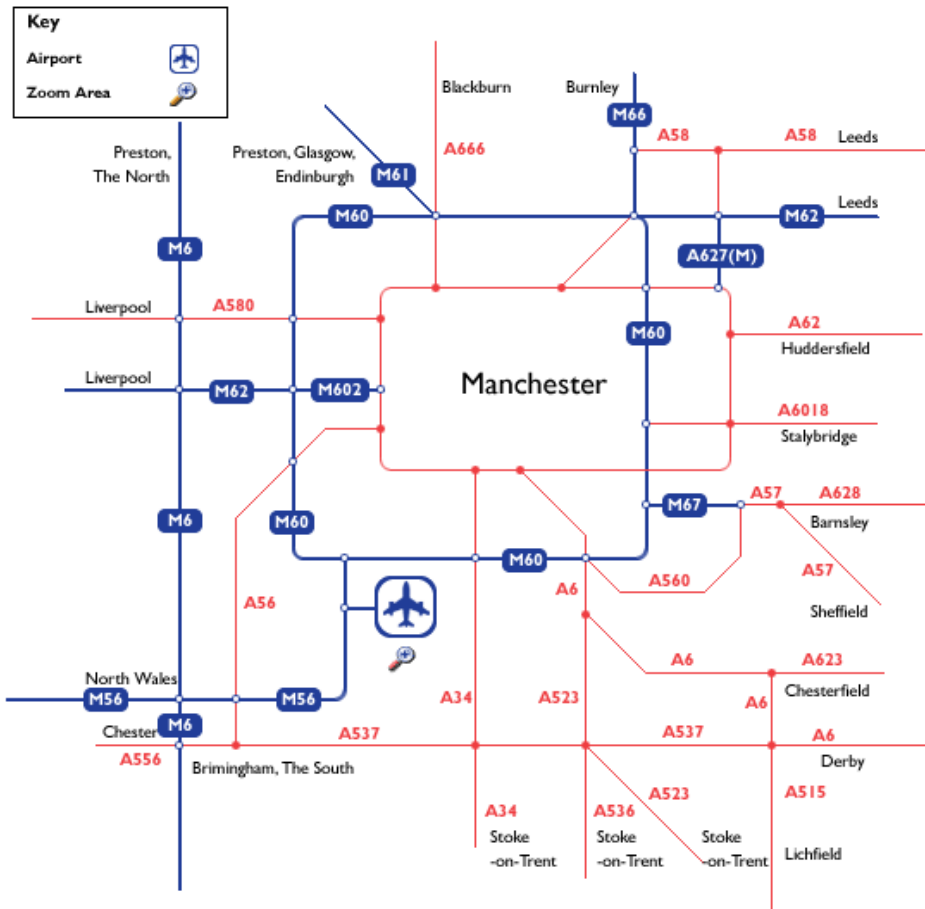 Key
Airport
Zoom Area
Blackburn
Burnley
M66
A666
A58
A58
Leeds
Preston,
The North
Preston, Glasgow,
Endinburgh
M61
M60
M62
Leeds
M6
A627(M)
Liverpool
A580
A62
M60
Huddersfield
Liverpool
M62
M602
Manchester
A6018
Stalybridge
M6
M60
M67
A57
A628
Barnsley
M60
A6
A560
A57
A56
Sheffield
North Wales
M56
M56
A34
A523
A6
A623
Chesterfield
A6
M6
Chester
A556
A537
A537
A6
Brimingham, The South
Derby
A523
A515
A34
A536
Stoke
-on-Trent
Stoke
-on-Trent
Stoke
-on-Trent
Lichfield